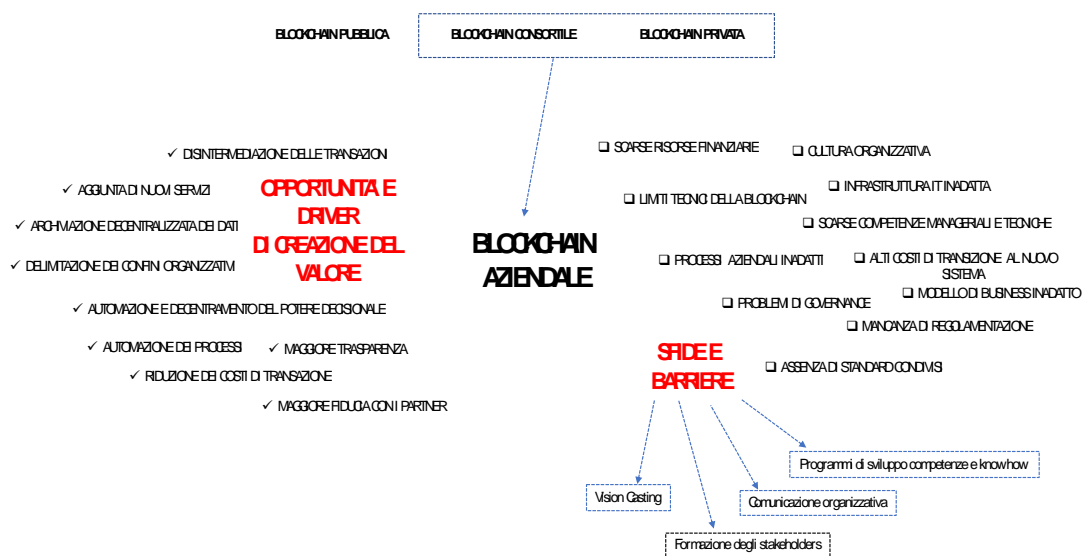 BLOCKCHAIN PUBBLICA
BLOCKCHAIN CONSORTILE
BLOCKCHAIN PRIVATA
✓ DISINTERMEDIAZIONE DELLE TRANSAZIONI
✓ AGGIUNTA DI NUOVI SERVIZI
✓ ARCHIVIAZIONE DECENTRALIZZATA DEI DATI
✓ DELIMITAZIONE DEI CONFINI ORGANIZZATIVI
✓ AUTOMAZIONE E DECENTRAMENTO DEL POTERE DECISIONALE
✓ AUTOMAZIONE DEI PROCESSI
✓ MAGGIORE TRASPARENZA
✓ RIDUZIONE DEI COSTI DI TRANSAZIONE
✓ MAGGIORE FIDUCIA CON I PARTNER
OPPORTUNITA' E
DRIVER
DI CREAZIONE DEL
VALORE
BLOCKCHAIN
AZIENDALE
❑ SCARSE RISORSE FINANZIARIE
❑ CULTURA ORGANIZZATIVA
❑ INFRASTRUTTURA IT INADATTA
❑ LIMITI TECNICI DELLA BLOCKCHAIN
❑ SCARSE COMPETENZE MANAGERIALI E TECNICHE
❑ PROCESSI AZIENDALI INADATTI
❑ ALTI COSTI DI TRANSIZIONE AL NUOVO
SISTEMA
❑ MODELLO DI BUSINESS INADATTO
❑ PROBLEMI DI GOVERNANCE
❑ MANCANZA DI REGOLAMENTAZIONE
❑ ASSENZA DI STANDARD CONDIVISI
SFIDE E
BARRIERE
Programmi di sviluppo competenze e knowhow
Vision Casting
Comunicazione organizzativa
Formazione degli stakeholders